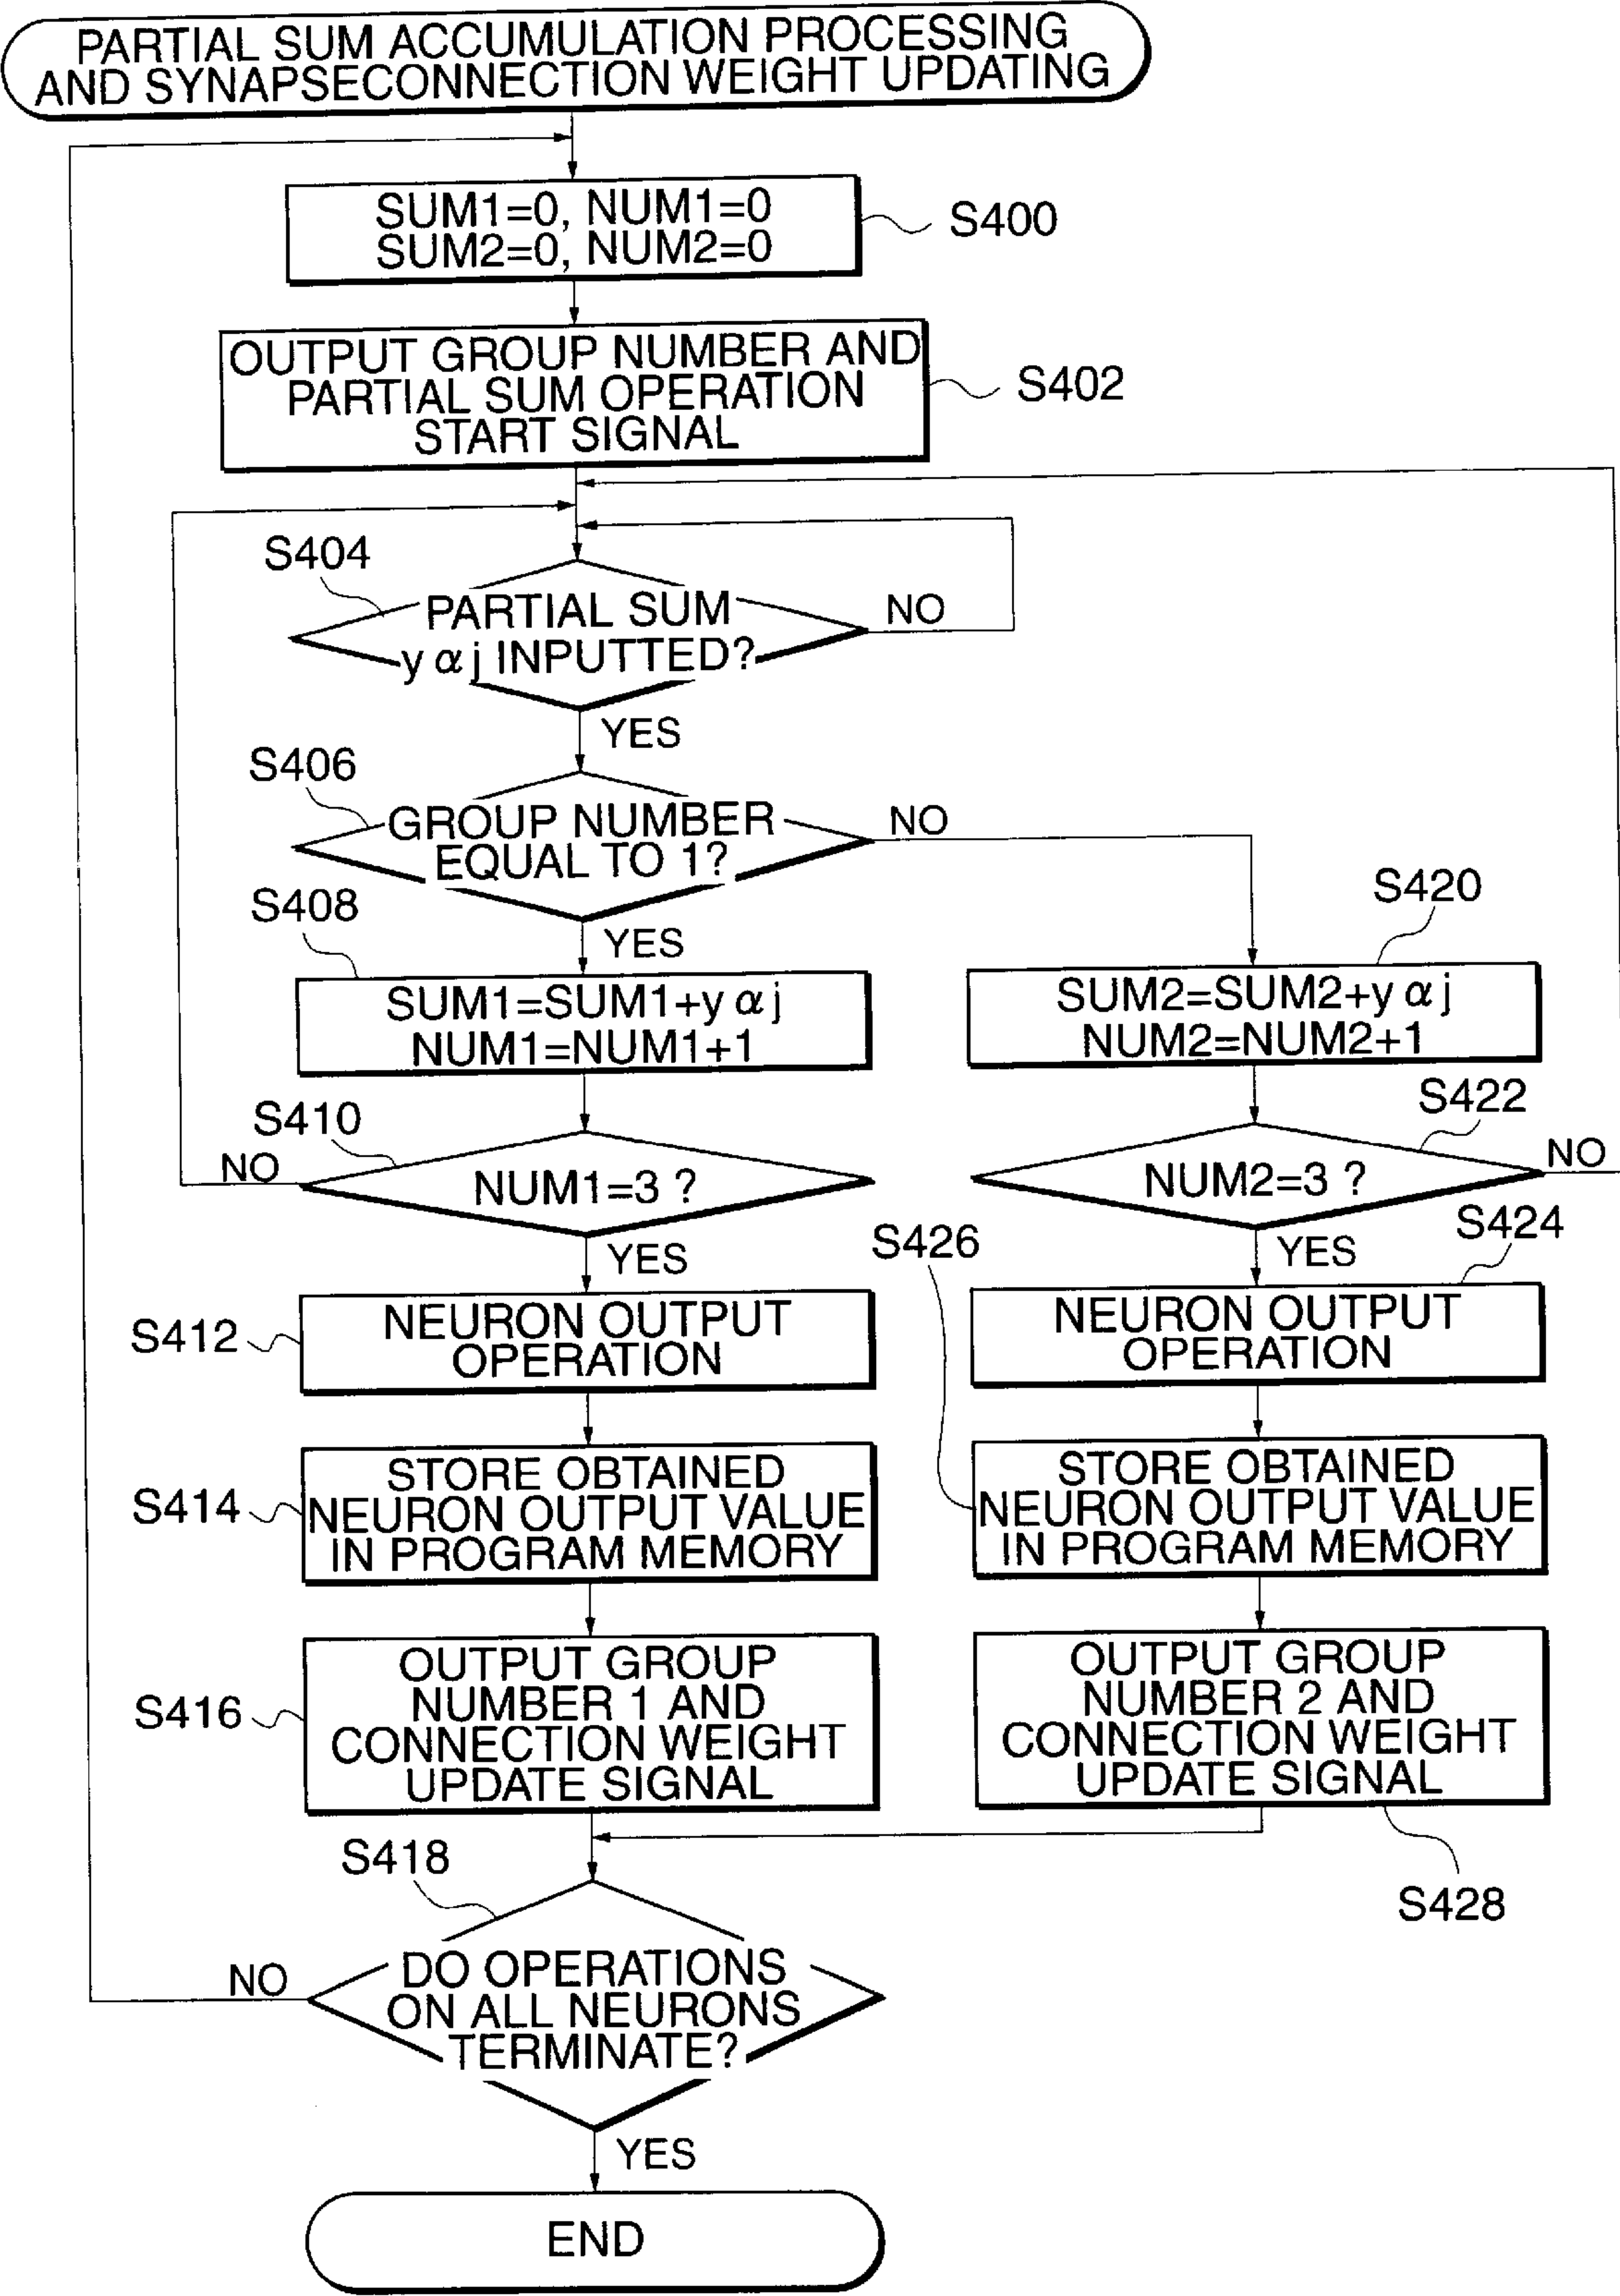 PARTIAL SUM ACCUMULATION PROCESSING
AND SYNAPSECONNECTION WEIGHT UPDATING
SUM1=0, NUM1=0
SUM2=0, NUM2=0
S400
OUTPUT GROUP NUMBER AND
PARTIAL SUM OPERATION
START SIGNAL
S402
S404
PARTIAL SUM
y α j INPUTTED?
NO
YES
S406
GROUP NUMBER
EQUAL TO 1?
NO
YES
S408
SUM1=SUM1+y α j
NUM1=NUM1+1
S420
SUM2=SUM2+y α j
NUM2=NUM2+1
S410
NUM1=3 ?
NO
YES
S422
NUM2=3 ?
NO
YES
S412
NEURON OUTPUT
OPERATION
S424
NEURON OUTPUT
OPERATION
S414
STORE OBTAINED
NEURON OUTPUT VALUE
IN PROGRAM MEMORY
S426
STORE OBTAINED
NEURON OUTPUT VALUE
IN PROGRAM MEMORY
S416
OUTPUT GROUP
NUMBER 1 AND
CONNECTION WEIGHT
UPDATE SIGNAL
OUTPUT GROUP
NUMBER 2 AND
CONNECTION WEIGHT
UPDATE SIGNAL
S428
S418
DO OPERATIONS
ON ALL NEURONS
TERMINATE?
NO
YES
END